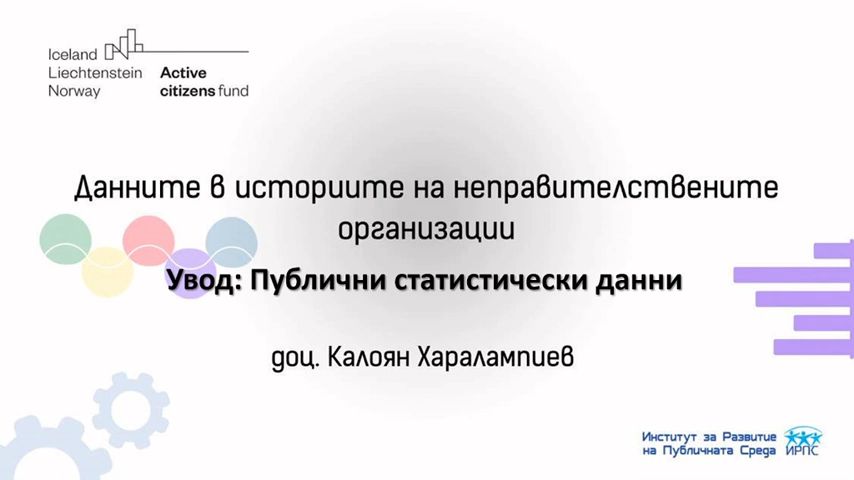 Iceland
Liechtenstein
Norway
Active
citizens fund
Данните в историите на неправителствените
организации
Увод: Публични статистически данни
доц. Калоян Харалампиев
Институт за Развитие
на Публичната Среда
ИРПС